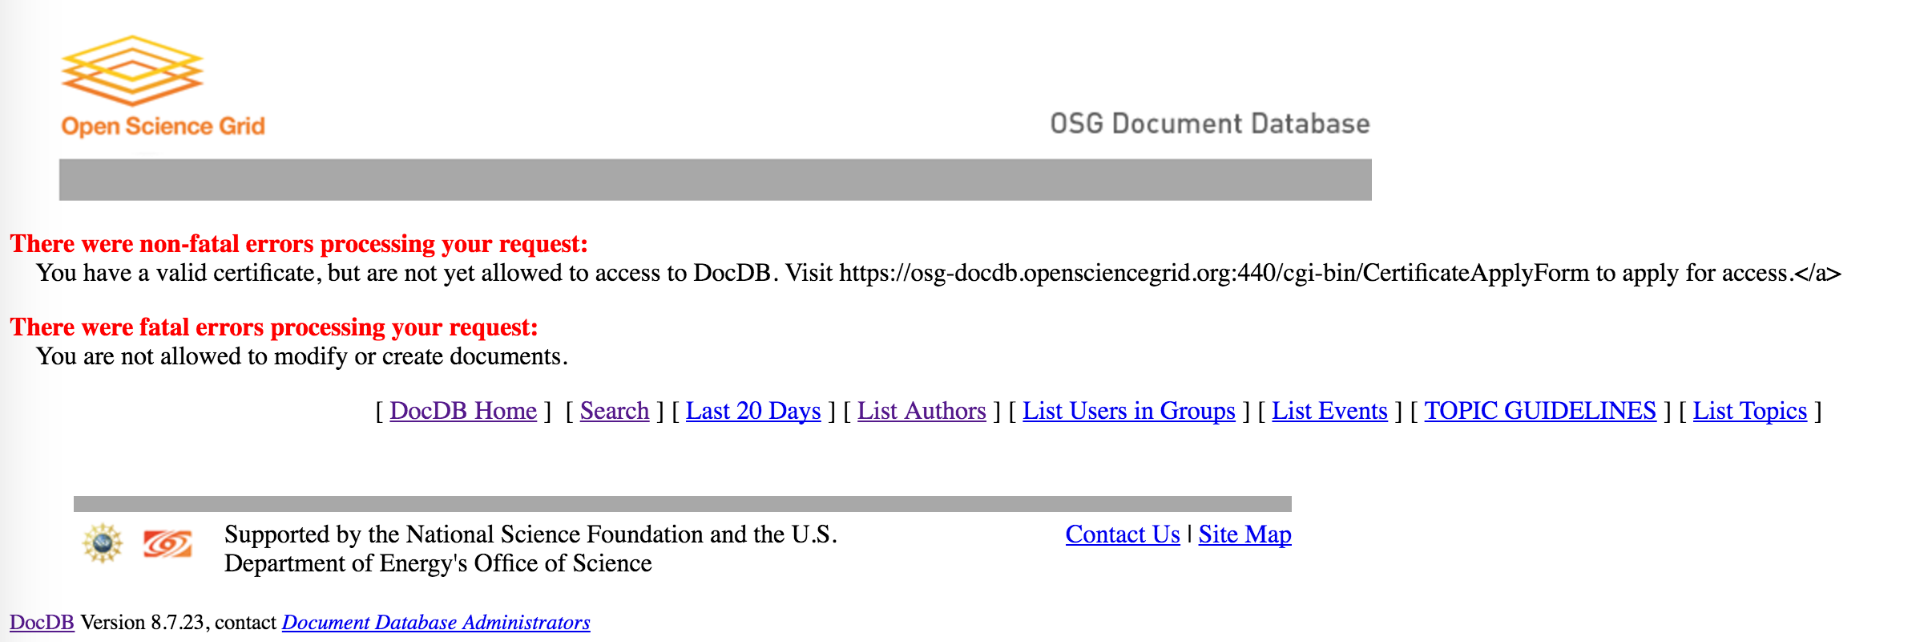 Open Science Grid
OSG Document Database
There were non-fatal errors processing your request:
You have a valid certificate, but are not yet allowed to access to DocDB. Visit https://osg-docdb.opensciencegrid.org:440/cgi-bin/CertificateApplyForm to apply for access.</a>
There were fatal errors processing your request:
You are not allowed to modify or create documents.
[ DocDB Home ]  [ Search ] [ Last 20 Days ] [ List Authors ] [ List Users in Groups ] [ List Events ] [ TOPIC GUIDELINES ] [ List Topics ]
Supported by the National Science Foundation and the U.S.
Department of Energy's Office of Science
Contact Us | Site Map
DocDB Version 8.7.23, contact Document Database Administrators